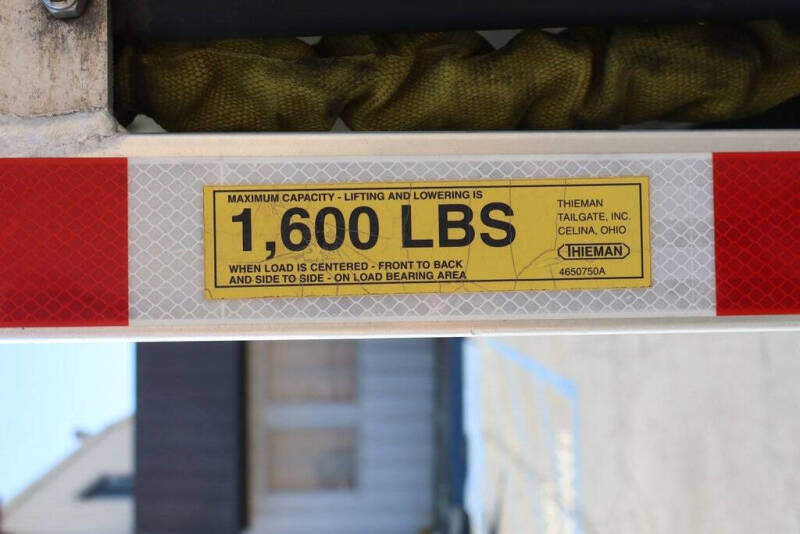 MAXIMUM CAPACITY - LIFTING AND LOWERING IS
1,600 LBS
WHEN LOAD IS CENTERED - FRONT TO BACK
AND SIDE TO SIDE - ON LOAD BEARING AREA
THIEMAN
TAILGATE, INC.
CELINA, OHIO
THIEMAN
4650750A